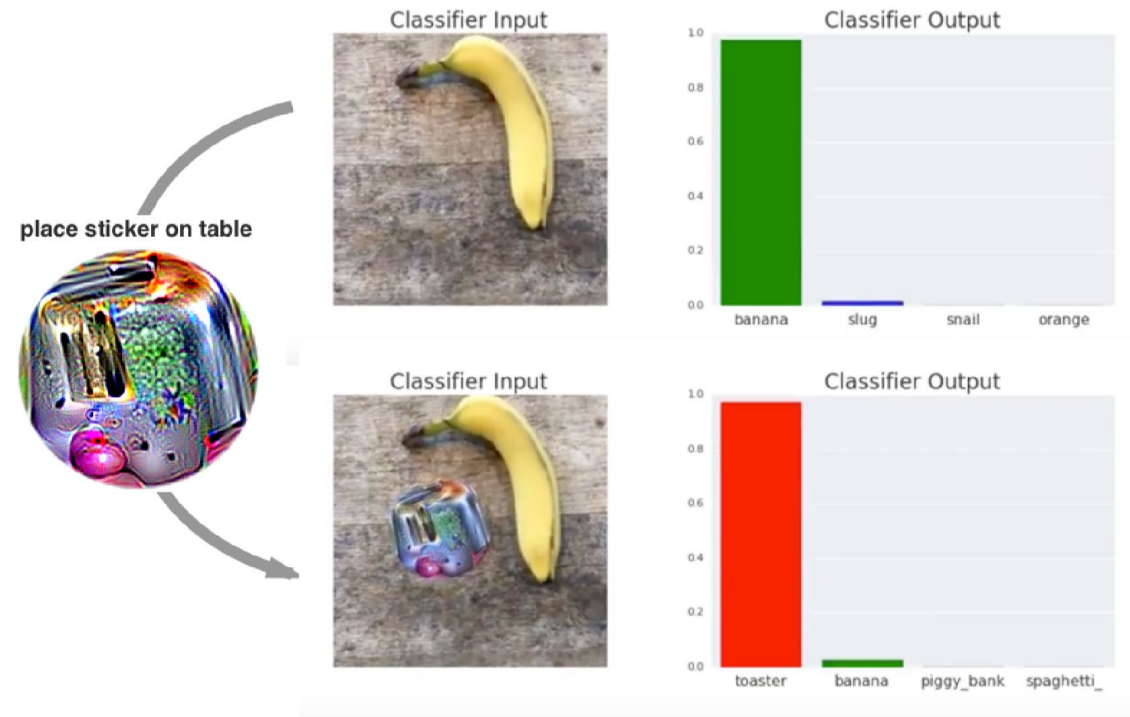 Classifier Input
Classifier Output
1.0
0.8
0.6
0.4
0.2
0.0
banana slug snail orange
place sticker on table
Classifier Input
Classifier Output
1.0
0.8
0.6
0.4
0.2
0.0
toaster banana piggy_bank spaghetti_